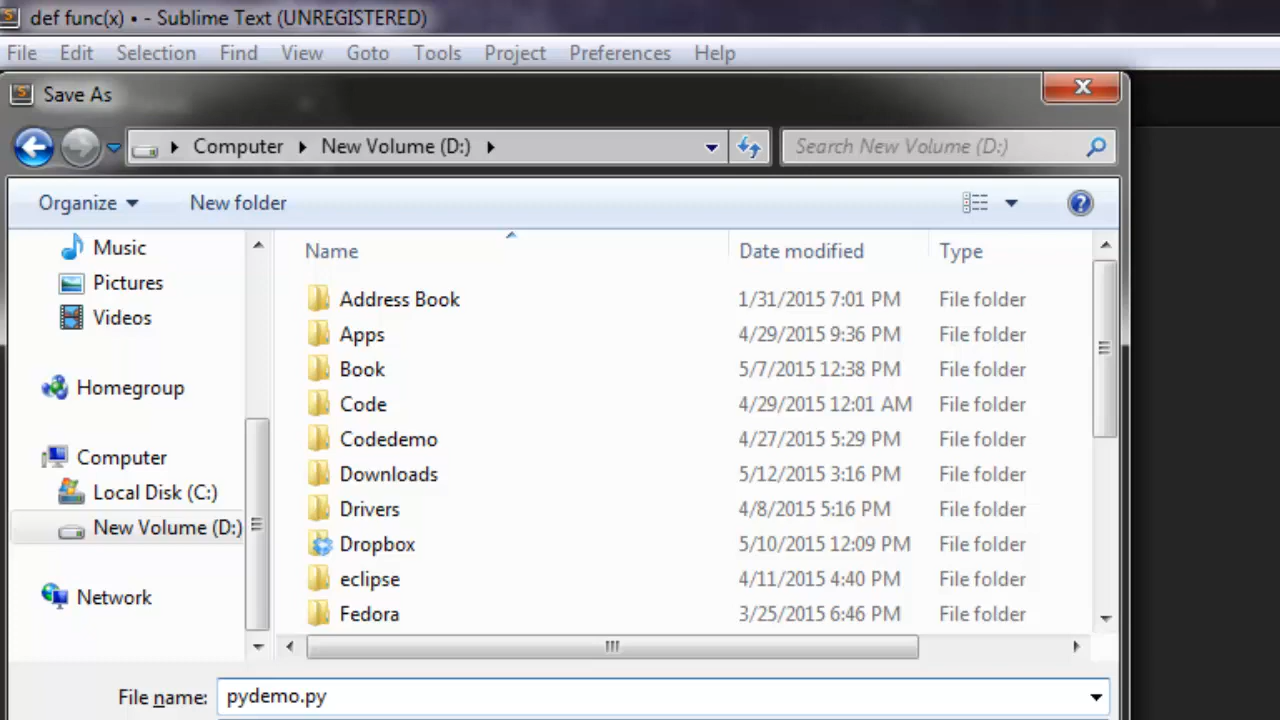 def func(x) • - Sublime Text (UNREGISTERED)
File Edit Selection Find View Goto Tools Project Preferences Help
Save As
Computer New Volume (D:) Search New Volume (D:)
Organize New folder
Music
Pictures
Videos
Homegroup
Computer
Local Disk (C:)
New Volume (D:)
Network
Name Date modified Type
Address Book 1/31/2015 7:01 PM File folder
Apps 4/29/2015 9:36 PM File folder
Book 5/7/2015 12:38 PM File folder
Code 4/29/2015 12:01 AM File folder
Codedemo 4/27/2015 5:29 PM File folder
Downloads 5/12/2015 3:16 PM File folder
Drivers 4/8/2015 5:16 PM File folder
Dropbox 5/10/2015 12:09 PM File folder
eclipse 4/11/2015 4:40 PM File folder
Fedora 3/25/2015 6:46 PM File folder
File name: pydemo.py